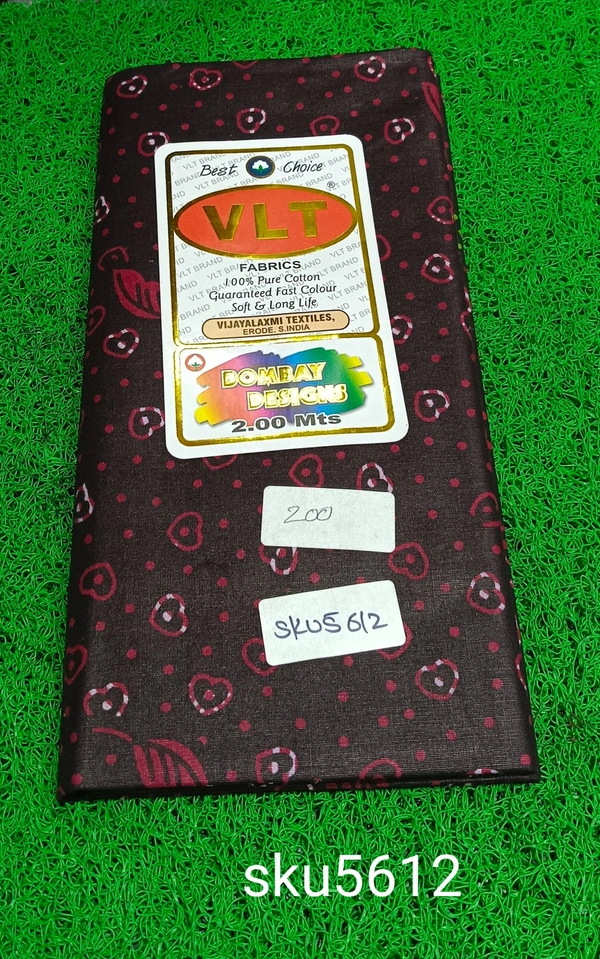 Best Choice
VLT ®
FABRICS
100% Pure Cotton
Guaranteed Fast Colour
Soft & Long Life
VIJAYALAXMI TEXTILES,
ERODE. S.INDIA
BOMBAY
DESIGNS
2.00 Mts
200
SKU5612
sku5612